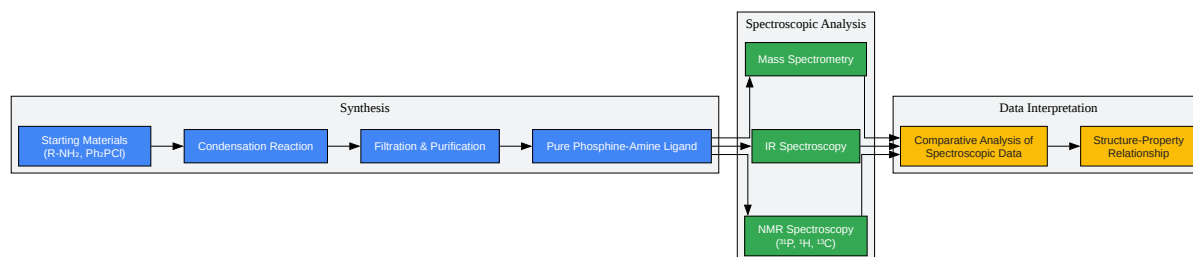 Synthesis
Starting Materials
(R-NH₂, Ph₂PCl)
Condensation Reaction
Filtration & Purification
Pure Phosphine-Amine Ligand
Spectroscopic Analysis
Mass Spectrometry
IR Spectroscopy
NMR Spectroscopy
(³¹P, ¹H, ¹³C)
Data Interpretation
Comparative Analysis of
Spectroscopic Data
Structure-Property
Relationship